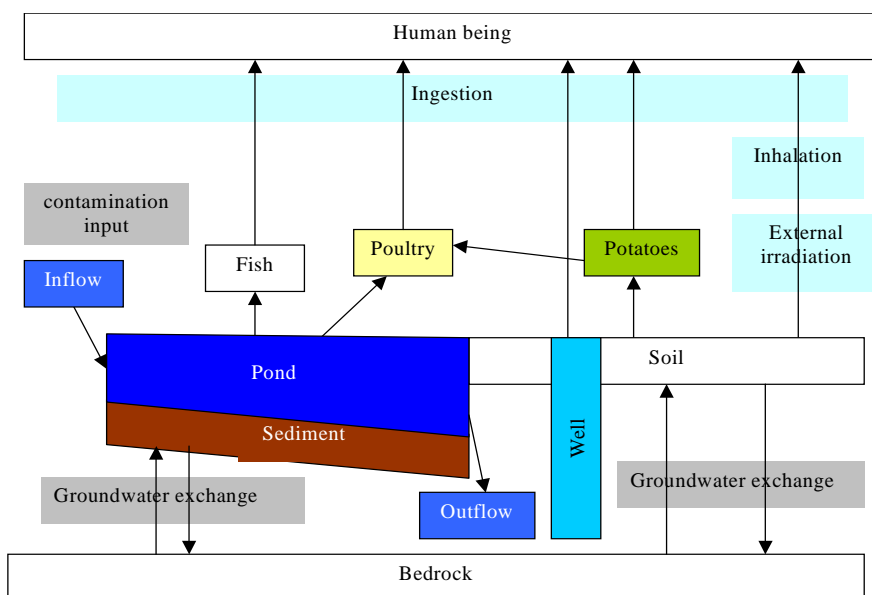 Human being
Ingestion
Inhalation
contamination
input
External
irradiation
Fish
Poultry
Potatoes
Inflow
Pond
Soil
Sediment
Well
Groundwater exchange
Groundwater exchange
Outflow
Bedrock